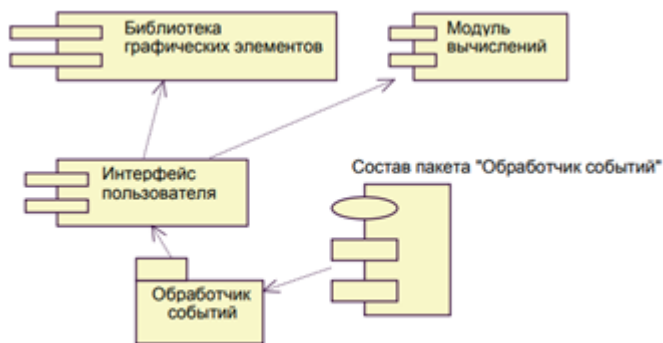 Библиотека
графических элементов
Модуль
вычислений
Интерфейс
пользователя
Состав пакета "Обработчик событий"
Обработчик
событий